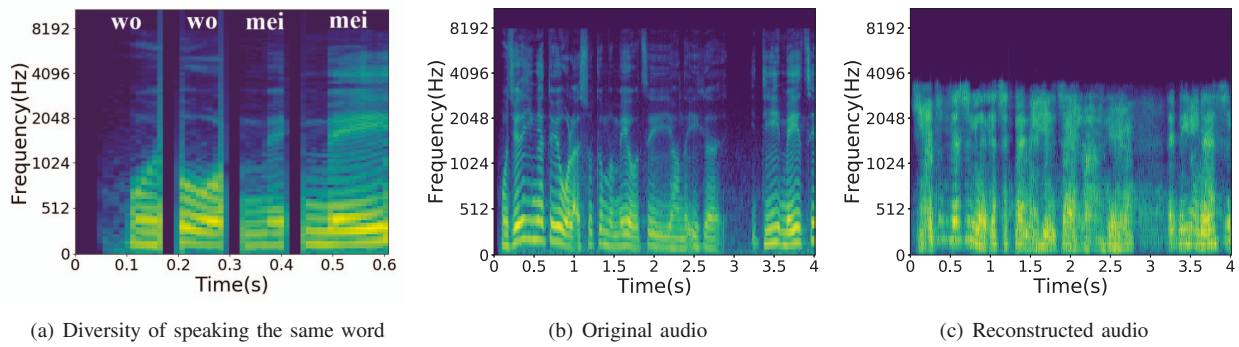 wo wo mei mei
Frequency(Hz)
8192
4096
2048
1024
512
0
0 0.1 0.2 0.3 0.4 0.5 0.6
Time(s)
(a) Diversity of speaking the same word
Frequency(Hz)
8192
4096
2048
1024
512
0
0 0.5 1 1.5 2 2.5 3 3.5 4
Time(s)
(b) Original audio
Frequency(Hz)
8192
4096
2048
1024
512
0
0 0.5 1 1.5 2 2.5 3 3.5 4
Time(s)
(c) Reconstructed audio